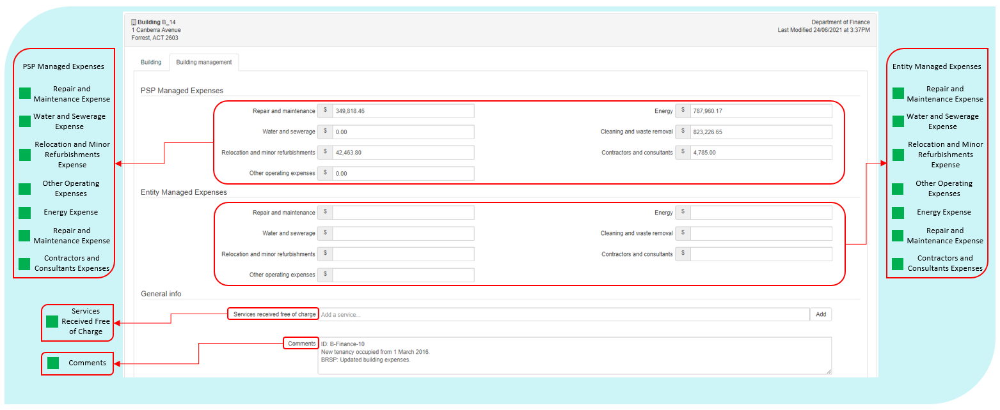 Building B_14
1 Canberra Avenue
Forrest, ACT 2603
Department of Finance
Last Modified 24/06/2021 at 3:37PM
PSP Managed Expenses
Repair and
Maintenance Expense
Water and Sewerage
Expense
Relocation and Minor
Refurbishments
Expense
Other Operating
Expenses
Energy Expense
Repair and
Maintenance Expense
Contractors and
Consultants Expenses
Services
Received Free
of Charge
Comments
Building Building management
PSP Managed Expenses
Repair and maintenance $ 349,818.46 Energy $ 787,960.17
Water and sewerage $ 0.00 Cleaning and waste removal $ 823,226.65
Relocation and minor refurbishments $ 42,463.80 Contractors and consultants $ 4,785.00
Other operating expenses $ 0.00
Entity Managed Expenses
Repair and maintenance $ Energy $
Water and sewerage $ Cleaning and waste removal $
Relocation and minor refurbishments $ Contractors and consultants $
Other operating expenses $
General info
Services received free of charge Add a service... Add
Comments ID: B-Finance-10
New tenancy occupied from 1 March 2016.
BRSP: Updated building expenses.
Entity Managed Expenses
Repair and
Maintenance Expense
Water and Sewerage
Expense
Relocation and Minor
Refurbishments
Expense
Other Operating
Expenses
Energy Expense
Repair and
Maintenance Expense
Contractors and
Consultants Expenses